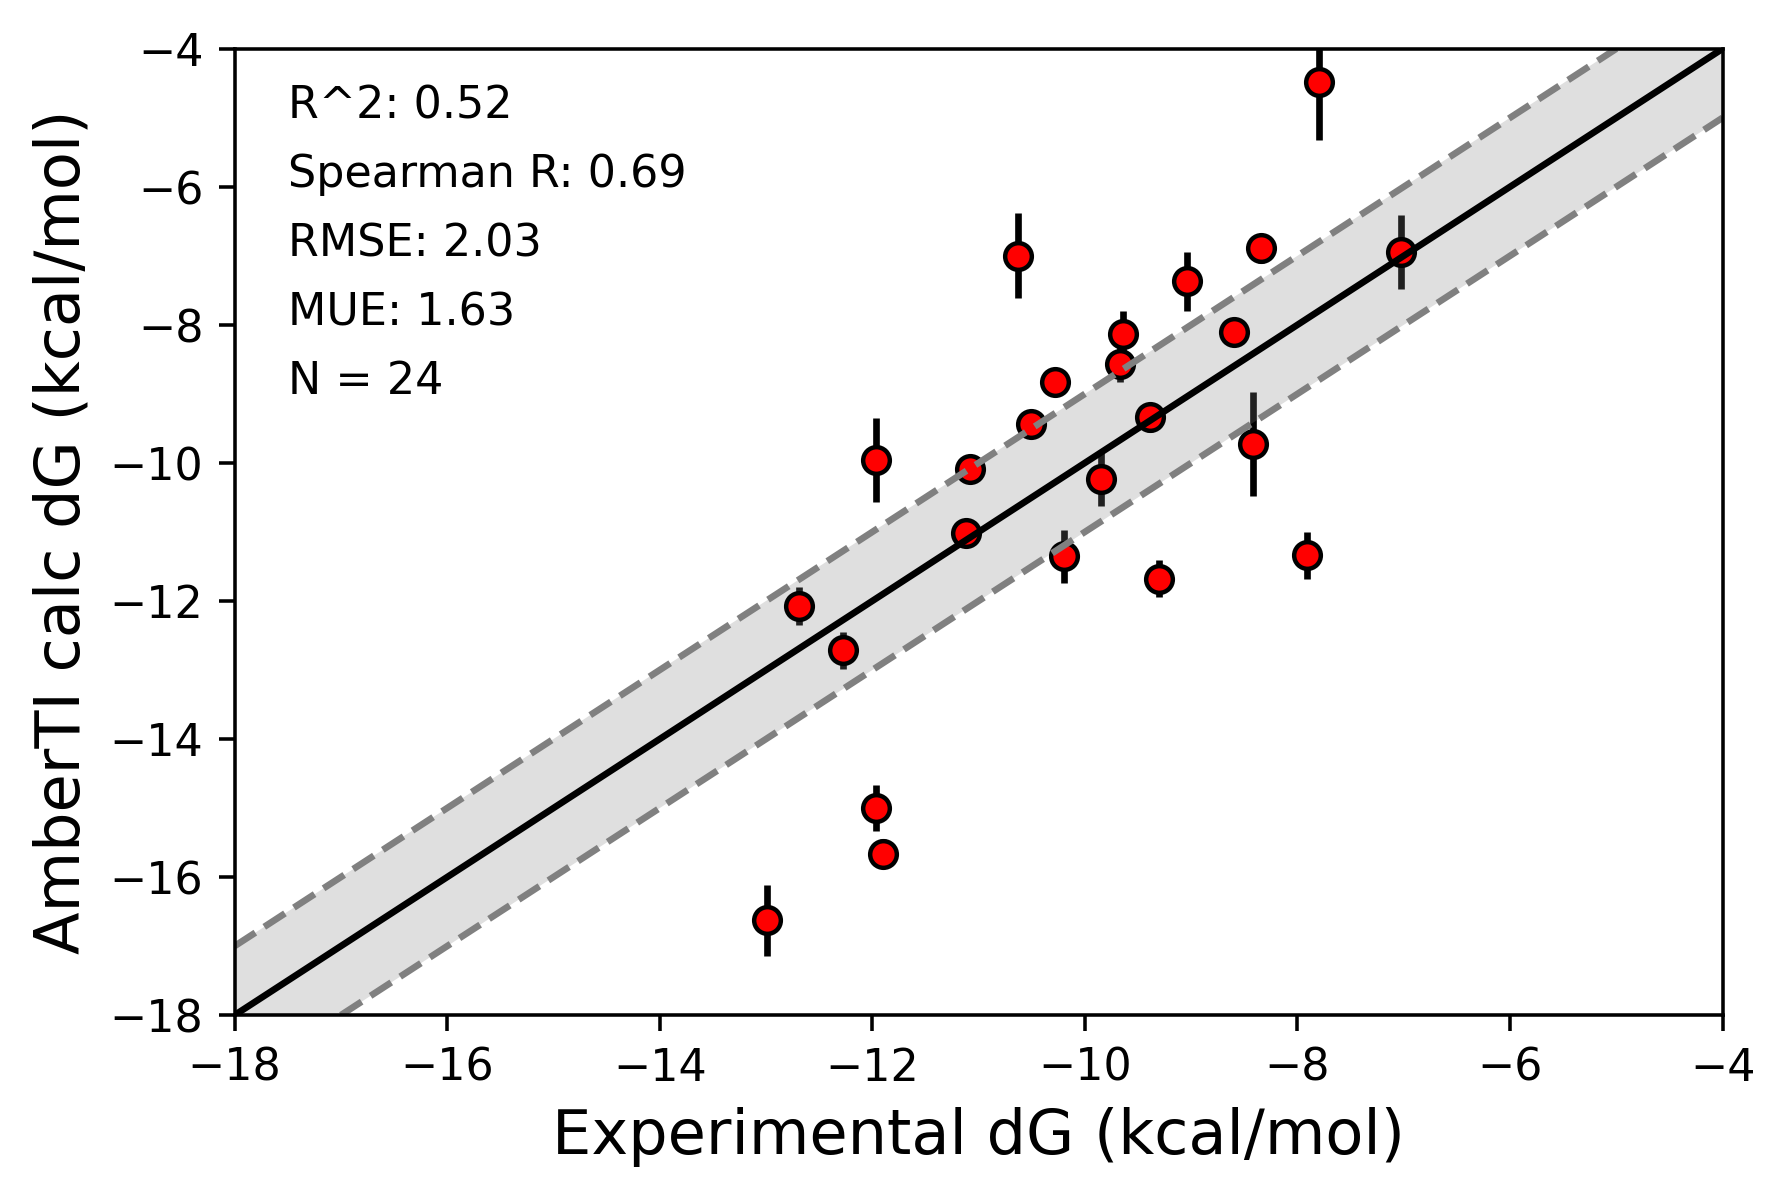 R^2: 0.52
Spearman R: 0.69
RMSE: 2.03
MUE: 1.63
N = 24
AmberTI calc dG (kcal/mol)
−4
−6
−8
−10
−12
−14
−16
−18
−18 −16 −14 −12 −10 −8 −6 −4
Experimental dG (kcal/mol)